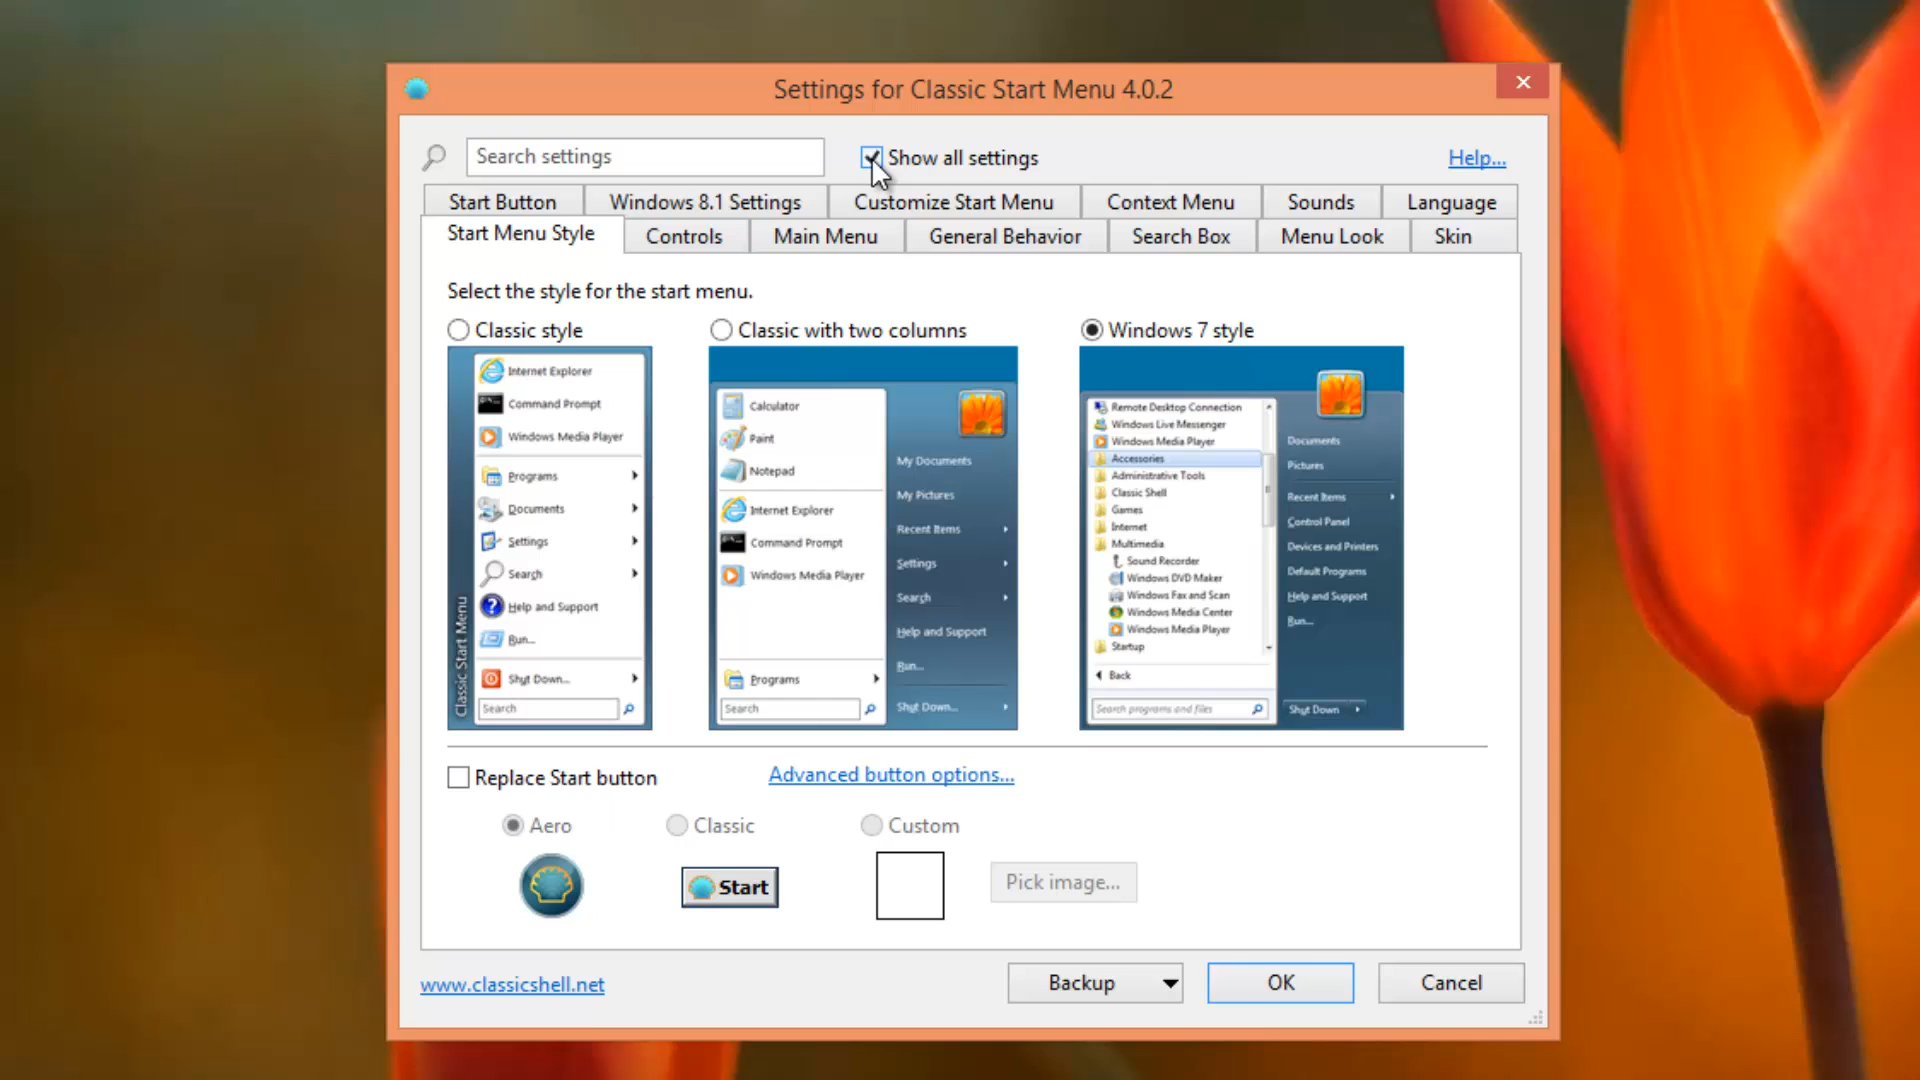 Settings for Classic Start Menu 4.0.2
Search settings
Show all settings
Help...
Start Button
Windows 8.1 Settings
Customize Start Menu
Context Menu
Sounds
Language
Start Menu Style
Controls
Main Menu
General Behavior
Search Box
Menu Look
Skin
Select the style for the start menu.
Classic style
Classic with two columns
Windows 7 style
Internet Explorer
Command Prompt
Windows Media Player
Programs
Documents
Settings
Search
Help and Support
Run...
Shut Down...
Search
Classic Start Menu
Calculator
Paint
Notepad
Internet Explorer
Command Prompt
Windows Media Player
Programs
Search
My Documents
My Pictures
Recent Items
Settings
Search
Help and Support
Run...
Shut Down...
Remote Desktop Connection
Windows Live Messenger
Windows Media Player
Accessories
Administrative Tools
Classic Shell
Games
Internet
Multimedia
Sound Recorder
Windows DVD Maker
Windows Fax and Scan
Windows Media Center
Windows Media Player
Startup
Back
Search programs and files
Documents
Pictures
Recent Items
Control Panel
Devices and Printers
Default Programs
Help and Support
Run...
Shut Down
Replace Start button
Advanced button options...
Aero
Classic
Custom
Start
Pick image...
www.classicshell.net
Backup
OK
Cancel